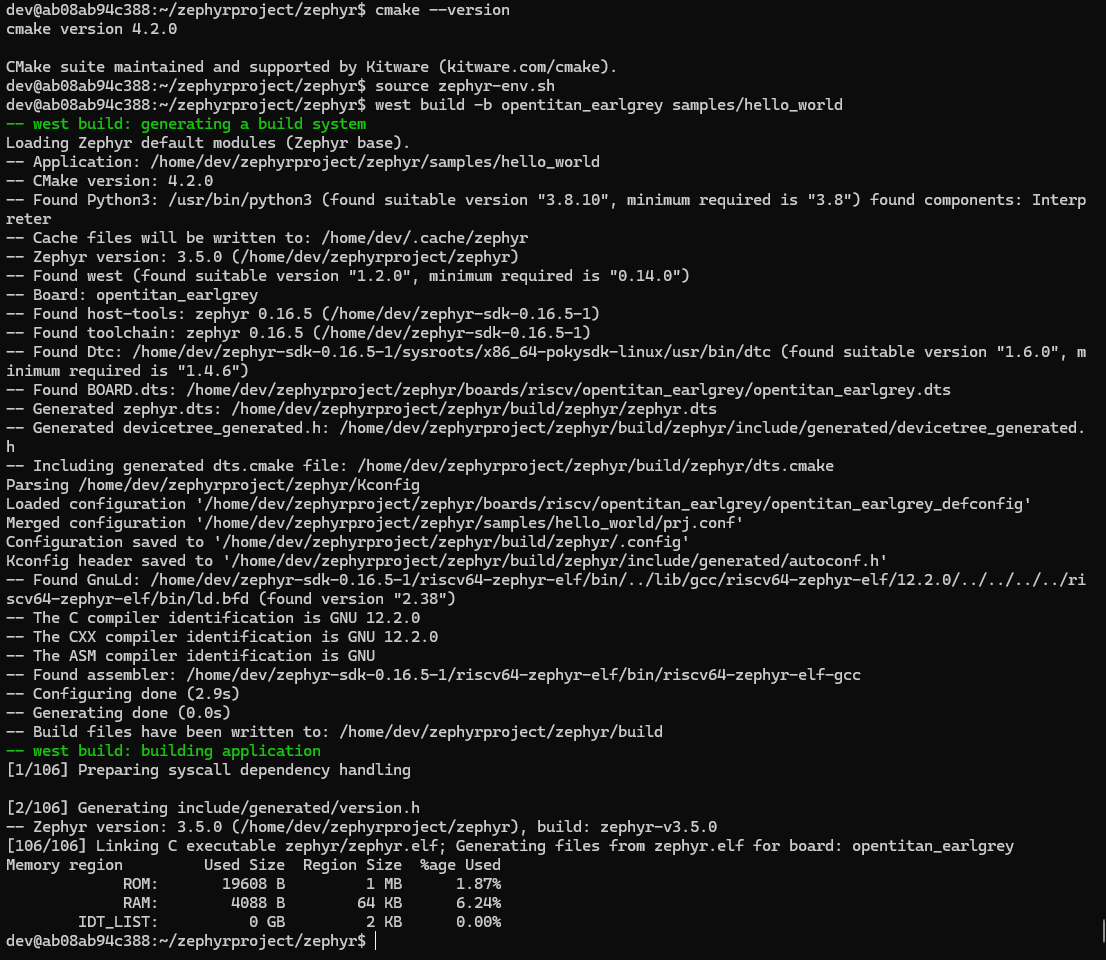 dev@ab08ab94c388:~/zephyrproject/zephyr$ cmake --version
cmake version 4.2.0
CMake suite maintained and supported by Kitware (kitware.com/cmake).
dev@ab08ab94c388:~/zephyrproject/zephyr$ source zephyr-env.sh
dev@ab08ab94c388:~/zephyrproject/zephyr$ west build -b opentitan_earlgrey samples/hello_world
-- west build: generating a build system
Loading Zephyr default modules (Zephyr base).
-- Application: /home/dev/zephyrproject/zephyr/samples/hello_world
-- CMake version: 4.2.0
-- Found Python3: /usr/bin/python3 (found suitable version "3.8.10", minimum required is "3.8") found components: Interp
reter
-- Cache files will be written to: /home/dev/.cache/zephyr
-- Zephyr version: 3.5.0 (/home/dev/zephyrproject/zephyr)
-- Found west (found suitable version "1.2.0", minimum required is "0.14.0")
-- Board: opentitan_earlgrey
-- Found host-tools: zephyr 0.16.5 (/home/dev/zephyr-sdk-0.16.5-1)
-- Found toolchain: zephyr 0.16.5 (/home/dev/zephyr-sdk-0.16.5-1)
-- Found Dtc: /home/dev/zephyr-sdk-0.16.5-1/sysroots/x86_64-pokysdk-linux/usr/bin/dtc (found suitable version "1.6.0", m
inimum required is "1.4.6")
-- Found BOARD.dts: /home/dev/zephyrproject/zephyr/boards/riscv/opentitan_earlgrey/opentitan_earlgrey.dts
-- Generated zephyr.dts: /home/dev/zephyrproject/zephyr/build/zephyr/zephyr.dts
-- Generated devicetree_generated.h: /home/dev/zephyrproject/zephyr/build/zephyr/include/generated/devicetree_generated.
h
-- Including generated dts.cmake file: /home/dev/zephyrproject/zephyr/build/zephyr/dts.cmake
Parsing /home/dev/zephyrproject/zephyr/Kconfig
Loaded configuration '/home/dev/zephyrproject/zephyr/boards/riscv/opentitan_earlgrey/opentitan_earlgrey_defconfig'
Merged configuration '/home/dev/zephyrproject/zephyr/samples/hello_world/prj.conf'
Configuration saved to '/home/dev/zephyrproject/zephyr/build/zephyr/.config'
Kconfig header saved to '/home/dev/zephyrproject/zephyr/build/zephyr/include/generated/autoconf.h'
-- Found GnuLd: /home/dev/zephyr-sdk-0.16.5-1/riscv64-zephyr-elf/bin/../lib/gcc/riscv64-zephyr-elf/12.2.0/../../../../ri
scv64-zephyr-elf/bin/ld.bfd (found version "2.38")
-- The C compiler identification is GNU 12.2.0
-- The CXX compiler identification is GNU 12.2.0
-- The ASM compiler identification is GNU
-- Found assembler: /home/dev/zephyr-sdk-0.16.5-1/riscv64-zephyr-elf/bin/riscv64-zephyr-elf-gcc
-- Configuring done (2.9s)
-- Generating done (0.0s)
-- Build files have been written to: /home/dev/zephyrproject/zephyr/build
-- west build: building application
[1/106] Preparing syscall dependency handling
[2/106] Generating include/generated/version.h
-- Zephyr version: 3.5.0 (/home/dev/zephyrproject/zephyr), build: zephyr-v3.5.0
[106/106] Linking C executable zephyr/zephyr.elf; Generating files from zephyr.elf for board: opentitan_earlgrey
Memory region         Used Size  Region Size  %age Used
             ROM:       19608 B         1 MB      1.87%
             RAM:        4088 B        64 KB      6.24%
        IDT_LIST:          0 GB         2 KB      0.00%
dev@ab08ab94c388:~/zephyrproject/zephyr$